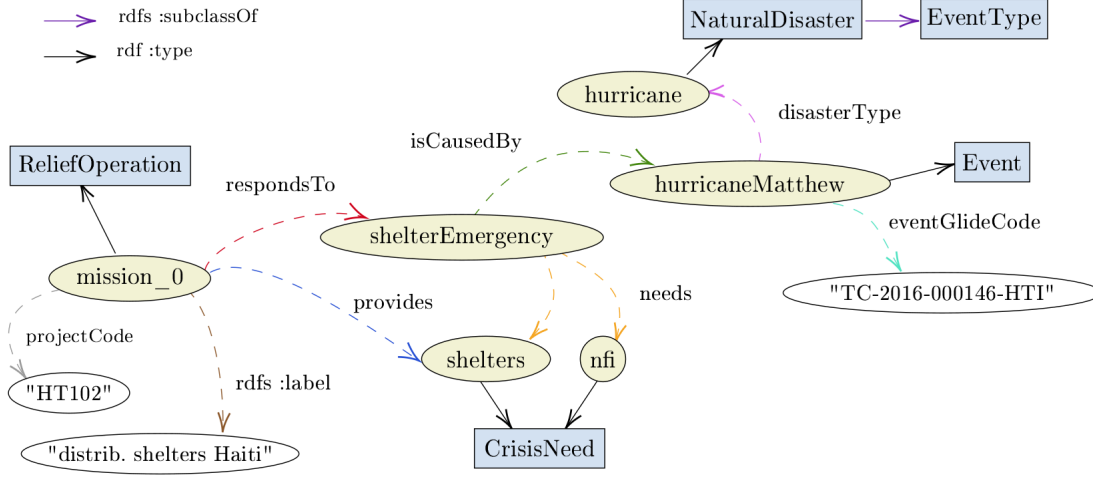 rdfs :subclassOf
rdf :type
NaturalDisaster
EventType
hurricane
disasterType
isCausedBy
ReliefOperation
Event
respondsTo
hurricaneMatthew
eventGlideCode
shelterEmergency
mission_0
"TC-2016-000146-HTI"
provides
needs
projectCode
shelters
nfi
rdfs :label
"HT102"
CrisisNeed
"distrib. shelters Haiti"